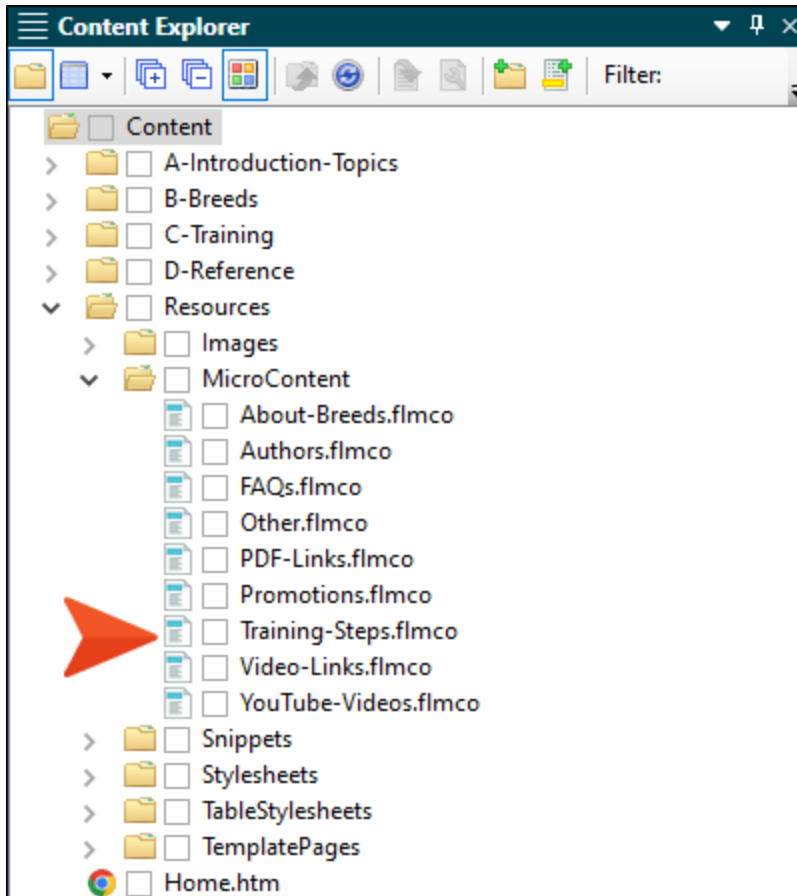 Content Explorer
Filter:
Content
A-Introduction-Topics
B-Breeds
C-Training
D-Reference
Resources
Images
MicroContent
About-Breeds.flmco
Authors.flmco
FAQs.flmco
Other.flmco
PDF-Links.flmco
Promotions.flmco
Training-Steps.flmco
Video-Links.flmco
YouTube-Videos.flmco
Snippets
Stylesheets
TableStylesheets
TemplatePages
Home.htm